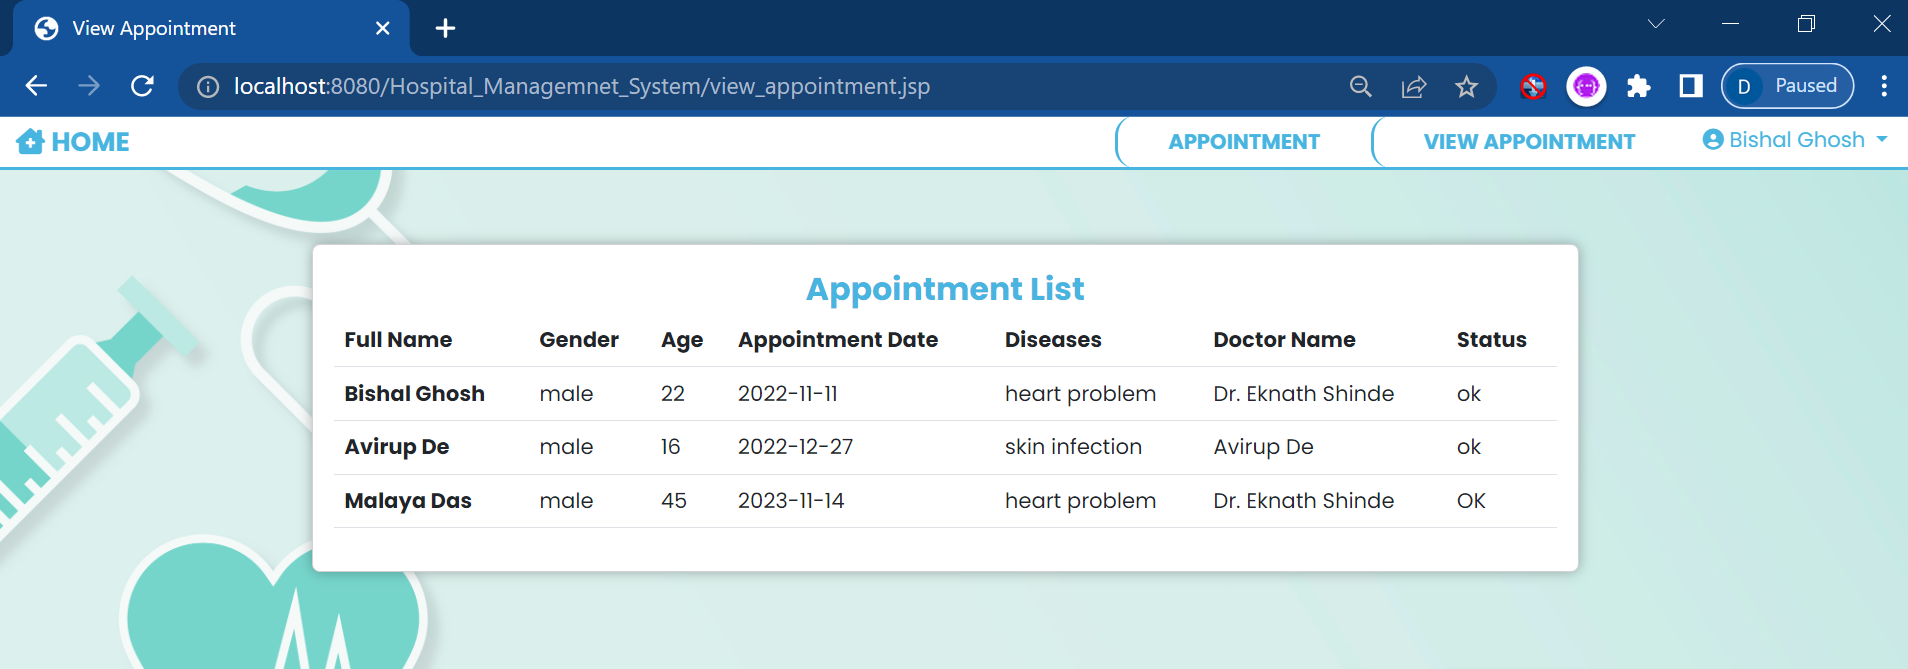 View Appointment
localhost:8080/Hospital_Managemnet_System/view_appointment.jsp
D Paused
HOME APPOINTMENT VIEW APPOINTMENT Bishal Ghosh
Appointment List
Full Name Gender Age Appointment Date Diseases Doctor Name Status
Bishal Ghosh male 22 2022-11-11 heart problem Dr. Eknath Shinde ok
Avirup De male 16 2022-12-27 skin infection Avirup De ok
Malaya Das male 45 2023-11-14 heart problem Dr. Eknath Shinde OK